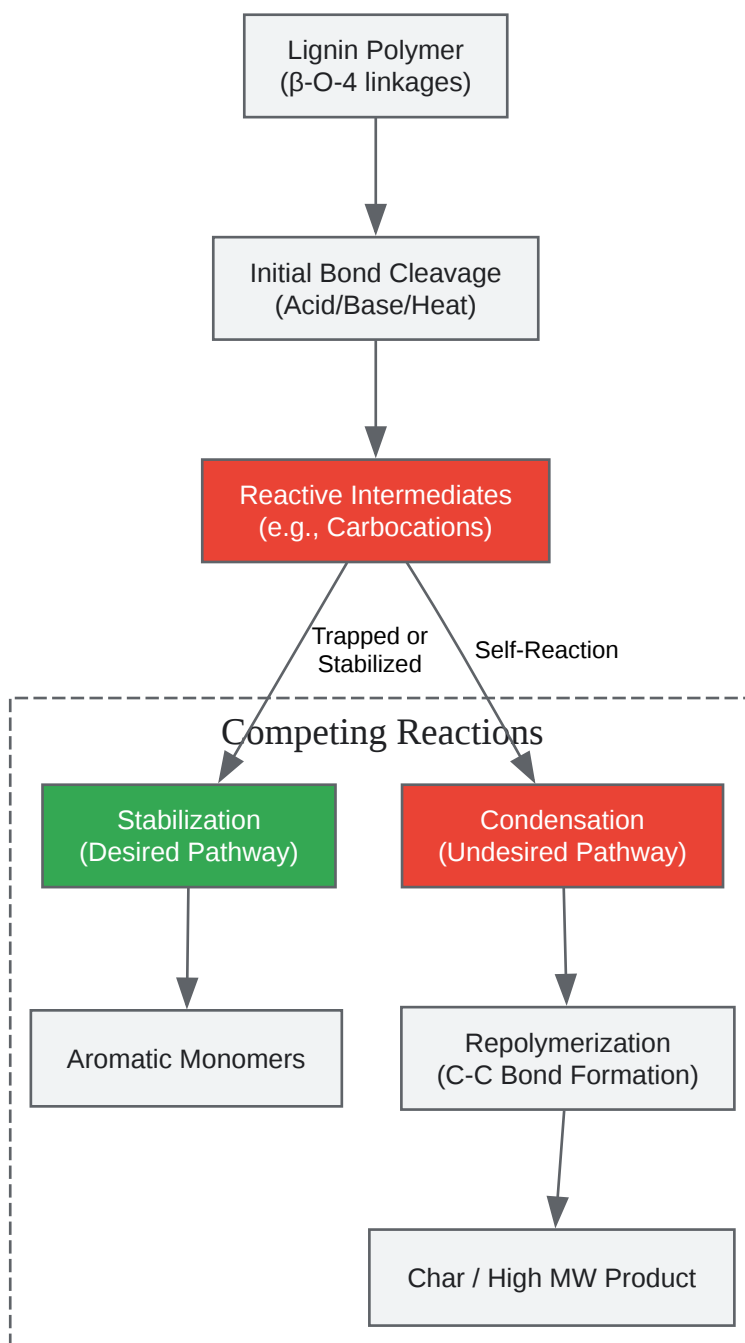 Lignin Polymer
(β-O-4 linkages)
Initial Bond Cleavage
(Acid/Base/Heat)
Reactive Intermediates
(e.g., Carbocations)
Trapped or
Stabilized
Self-Reaction
Competing Reactions
Stabilization
(Desired Pathway)
Condensation
(Undesired Pathway)
Aromatic Monomers
Repolymerization
(C-C Bond Formation)
Char / High MW Product